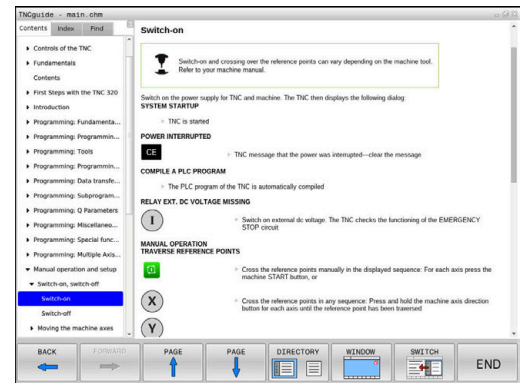 TNCguide - main.chm
Contents Index Find
Controls of the TNC
Fundamentals
Contents
First Steps with the TNC 320
Introduction
Programming: Fundamenta...
Programming: Programmin...
Programming: Tools
Programming: Programmin...
Programming: Data transfe...
Programming: Subprogram...
Programming: Q Parameters
Programming: Miscellaneo...
Programming: Special func...
Programming: Multiple Axis...
Manual operation and setup
Switch-on, switch-off
Switch-on
Switch-off
Moving the machine axes
Switch-on
Switch-on and crossing over the reference points can vary depending on the machine tool.
Refer to your machine manual.
Switch on the power supply for TNC and machine. The TNC then displays the following dialog:
SYSTEM STARTUP
TNC is started
POWER INTERRUPTED
CE
TNC message that the power was interrupted—clear the message
COMPILE A PLC PROGRAM
The PLC program of the TNC is automatically compiled
RELAY EXT. DC VOLTAGE MISSING
I
Switch on external dc voltage. The TNC checks the functioning of the EMERGENCY
STOP circuit
MANUAL OPERATION
TRAVERSE REFERENCE POINTS
Cross the reference points manually in the displayed sequence: For each axis press the
machine START button, or
X
Cross the reference points in any sequence: Press and hold the machine axis direction
button for each axis until the reference point has been traversed
Y
BACK FORWARD PAGE PAGE DIRECTORY WINDOW SWITCH END